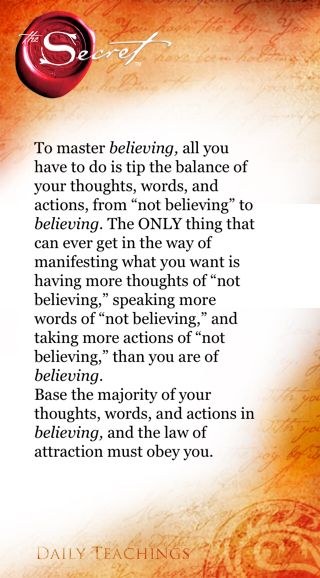 the Secret™
To master believing, all you
have to do is tip the balance of
your thoughts, words, and
actions, from “not believing” to
believing. The ONLY thing that
can ever get in the way of
manifesting what you want is
having more thoughts of “not
believing,” speaking more
words of “not believing,” and
taking more actions of “not
believing,” than you are of
believing.
Base the majority of your
thoughts, words, and actions in
believing, and the law of
attraction must obey you.
DAILY TEACHINGS